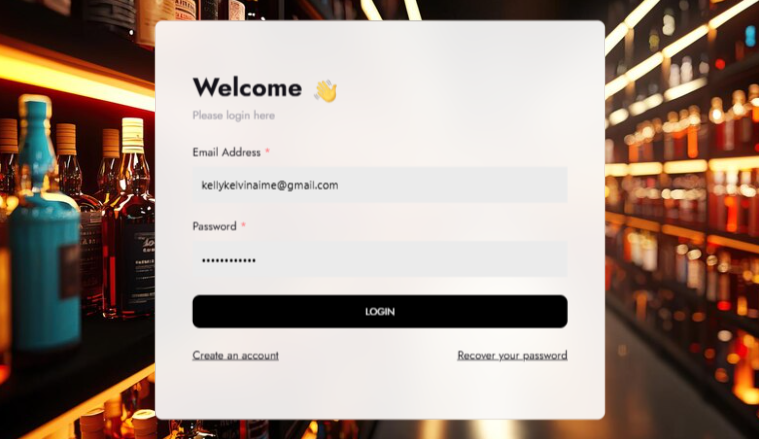 Welcome 👋
Please login here
Email Address *
kellykelvinaime@gmail.com
Password *
••••••••••••
LOGIN
Create an account
Recover your password